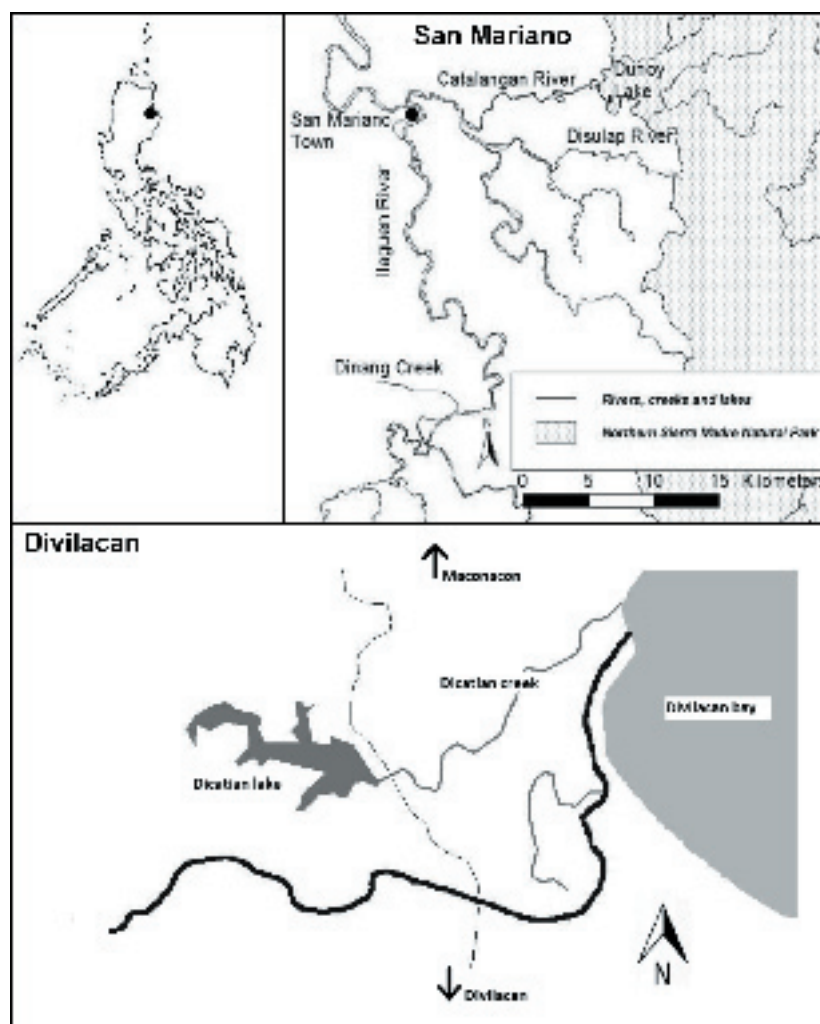 San Mariano
Catalangan River
Dunoy
Lake
San Mariano
Town
Disulap River
Ilaguan River
Dinang Creek
N
Rivers, creeks and lakes
Northern Sierra Madre Natural Park
0 5 10 15 Kilometers
Divilacan
Maconacon
Dicatian creek
Divilacan bay
Dicatian lake
N
Divilacan